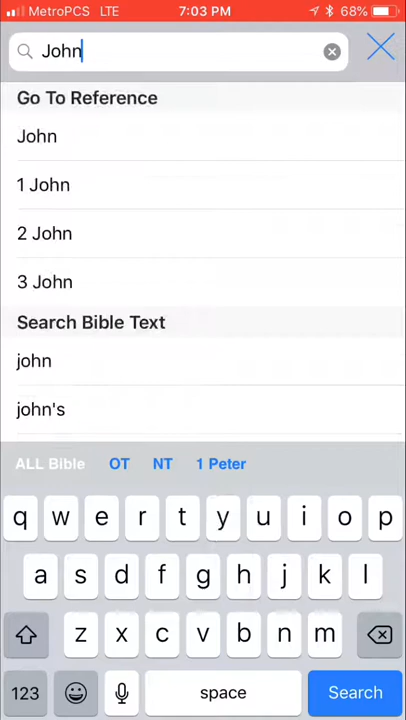 MetroPCS LTE 7:03 PM 68%
John
Go To Reference
John
1 John
2 John
3 John
Search Bible Text
john
john's
ALL Bible OT NT 1 Peter
q w e r t y u i o p
a s d f g h j k l
z x c v b n m
123 space Search